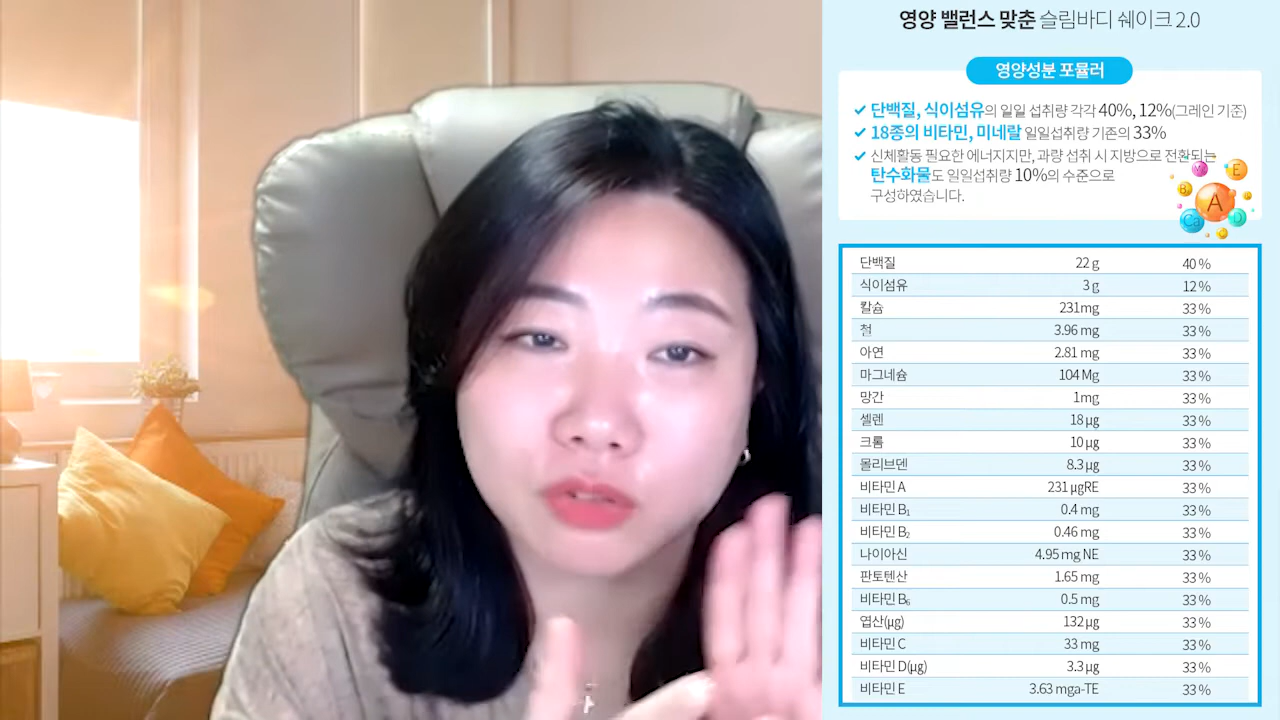 영양 밸런스 맞춘 슬림바디 쉐이크 2.0
영양성분 포뮬러
단백질, 식이섬유의 일일 섭취량 각각 40%, 12%(그레인 기준)
18종의 비타민, 미네랄 일일섭취량 기준의 33%
신체활동 필요한 에너지지만, 과량 섭취 시 지방으로 전환되는
탄수화물도 일일섭취량 10%의 수준으로
구성하였습니다.
E
A
Ca
D
단백질 22 g 40 %
식이섬유 3 g 12 %
칼슘 231mg 33 %
철 3.96 mg 33 %
아연 2.81 mg 33 %
마그네슘 104 Mg 33 %
망간 1mg 33 %
셀렌 18 µg 33 %
크롬 10 µg 33 %
몰리브덴 8.3 µg 33 %
비타민 A 231 µgRE 33 %
비타민 B₁ 0.4 mg 33 %
비타민 B₂ 0.46 mg 33 %
나이아신 4.95 mg NE 33 %
판토텐산 1.65 mg 33 %
비타민 B₆ 0.5 mg 33 %
엽산(µg) 132 µg 33 %
비타민 C 33 mg 33 %
비타민 D(µg) 3.3 µg 33 %
비타민 E 3.63 mga-TE 33 %